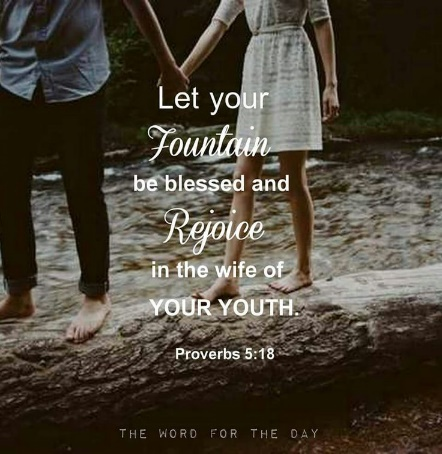 Let your
Fountain
be blessed and
Rejoice
in the wife of
YOUR YOUTH.
Proverbs 5:18
THE WORD FOR THE DAY